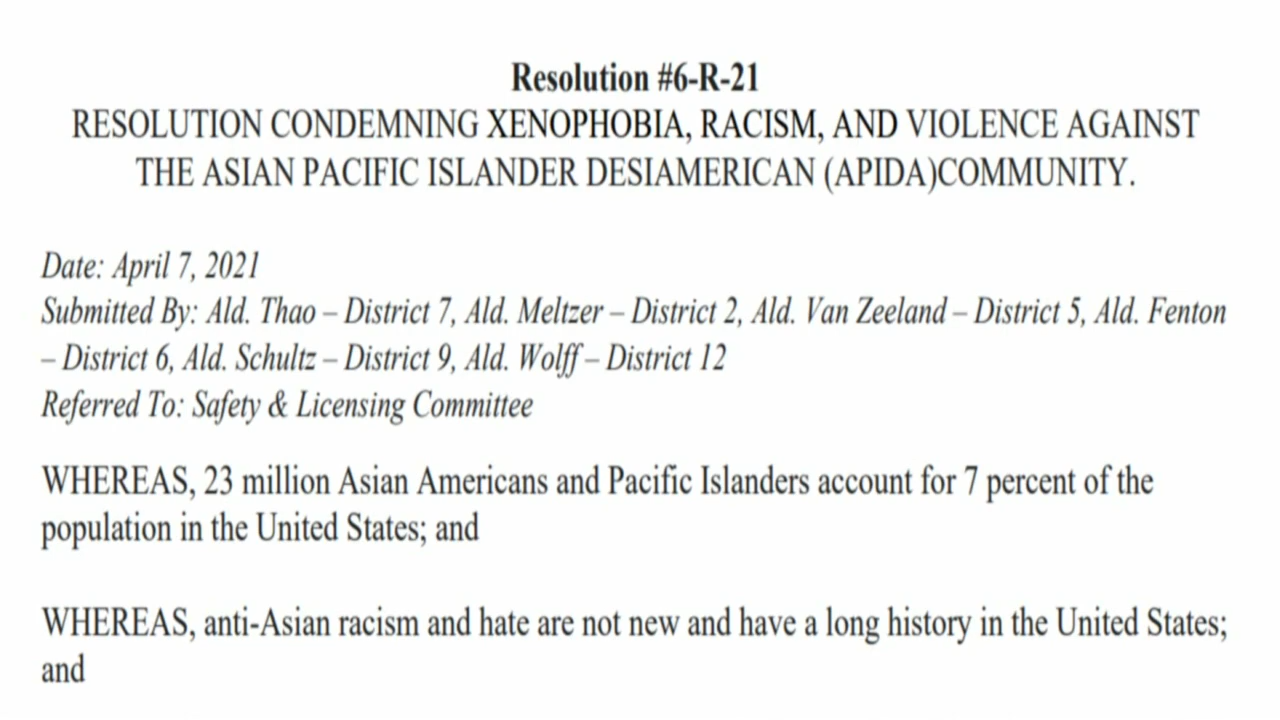 Resolution #6-R-21
RESOLUTION CONDEMNING XENOPHOBIA, RACISM, AND VIOLENCE AGAINST
THE ASIAN PACIFIC ISLANDER DESIAMERICAN (APIDA)COMMUNITY.
Date: April 7, 2021
Submitted By: Ald. Thao – District 7, Ald. Meltzer – District 2, Ald. Van Zeeland – District 5, Ald. Fenton
– District 6, Ald. Schultz – District 9, Ald. Wolff – District 12
Referred To: Safety & Licensing Committee
WHEREAS, 23 million Asian Americans and Pacific Islanders account for 7 percent of the
population in the United States; and
WHEREAS, anti-Asian racism and hate are not new and have a long history in the United States;
and